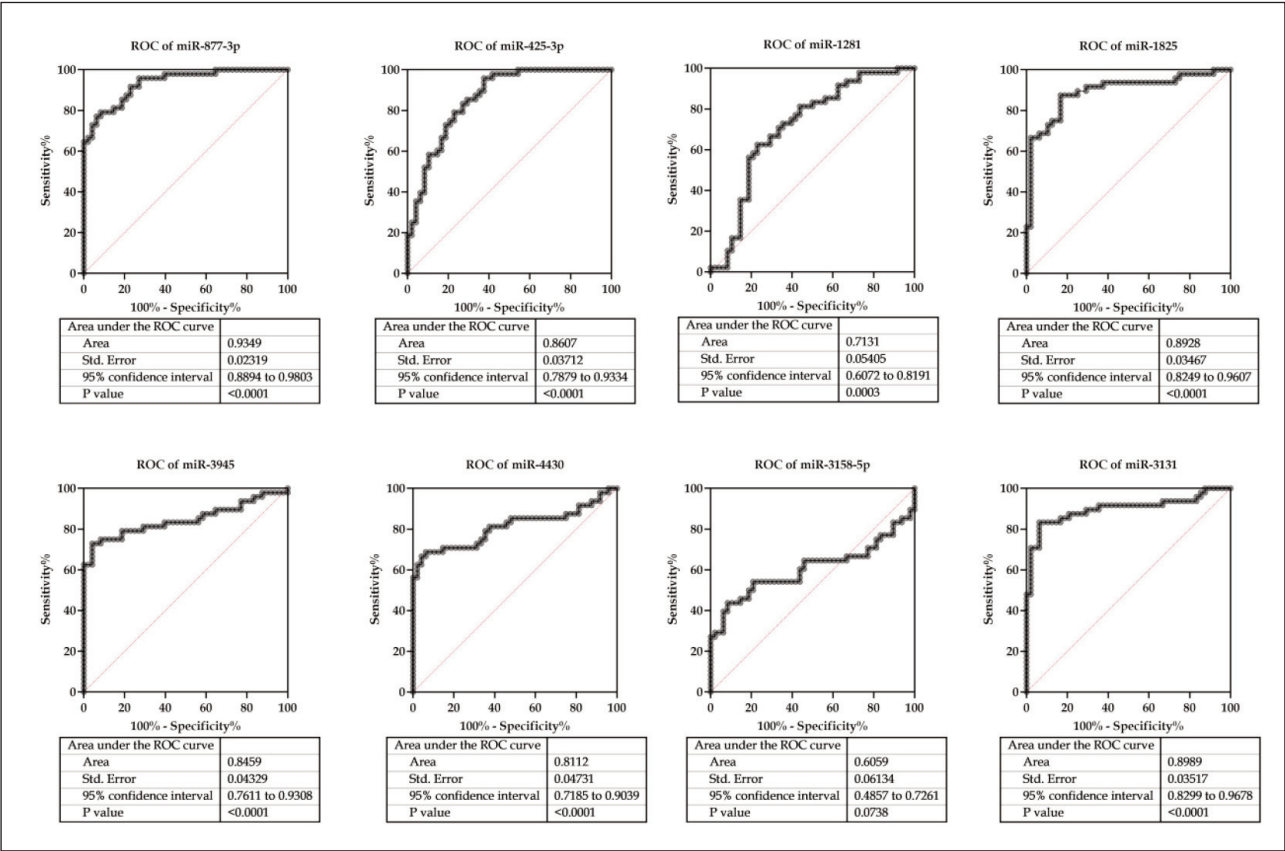 ROC of miR-877-3p
Sensitivity%
100
80
60
40
20
0
0 20 40 60 80 100
100% - Specificity%
Area under the ROC curve
Area 0.9349
Std. Error 0.02319
95% confidence interval 0.8894 to 0.9803
P value <0.0001
ROC of miR-425-3p
Sensitivity%
100
80
60
40
20
0
0 20 40 60 80 100
100% - Specificity%
Area under the ROC curve
Area 0.8607
Std. Error 0.03712
95% confidence interval 0.7879 to 0.9334
P value <0.0001
ROC of miR-1281
Sensitivity%
100
80
60
40
20
0
0 20 40 60 80 100
100% - Specificity%
Area under the ROC curve
Area 0.7131
Std. Error 0.05405
95% confidence interval 0.6072 to 0.8191
P value 0.0003
ROC of miR-1825
Sensitivity%
100
80
60
40
20
0
0 20 40 60 80 100
100% - Specificity%
Area under the ROC curve
Area 0.8928
Std. Error 0.03467
95% confidence interval 0.8249 to 0.9607
P value <0.0001
ROC of miR-3945
Sensitivity%
100
80
60
40
20
0
0 20 40 60 80 100
100% - Specificity%
Area under the ROC curve
Area 0.8459
Std. Error 0.04329
95% confidence interval 0.7611 to 0.9308
P value <0.0001
ROC of miR-4430
Sensitivity%
100
80
60
40
20
0
0 20 40 60 80 100
100% - Specificity%
Area under the ROC curve
Area 0.8112
Std. Error 0.04731
95% confidence interval 0.7185 to 0.9039
P value <0.0001
ROC of miR-3158-5p
Sensitivity%
100
80
60
40
20
0
0 20 40 60 80 100
100% - Specificity%
Area under the ROC curve
Area 0.6059
Std. Error 0.06134
95% confidence interval 0.4857 to 0.7261
P value 0.0738
ROC of miR-3131
Sensitivity%
100
80
60
40
20
0
0 20 40 60 80 100
100% - Specificity%
Area under the ROC curve
Area 0.8989
Std. Error 0.03517
95% confidence interval 0.8299 to 0.9678
P value <0.0001